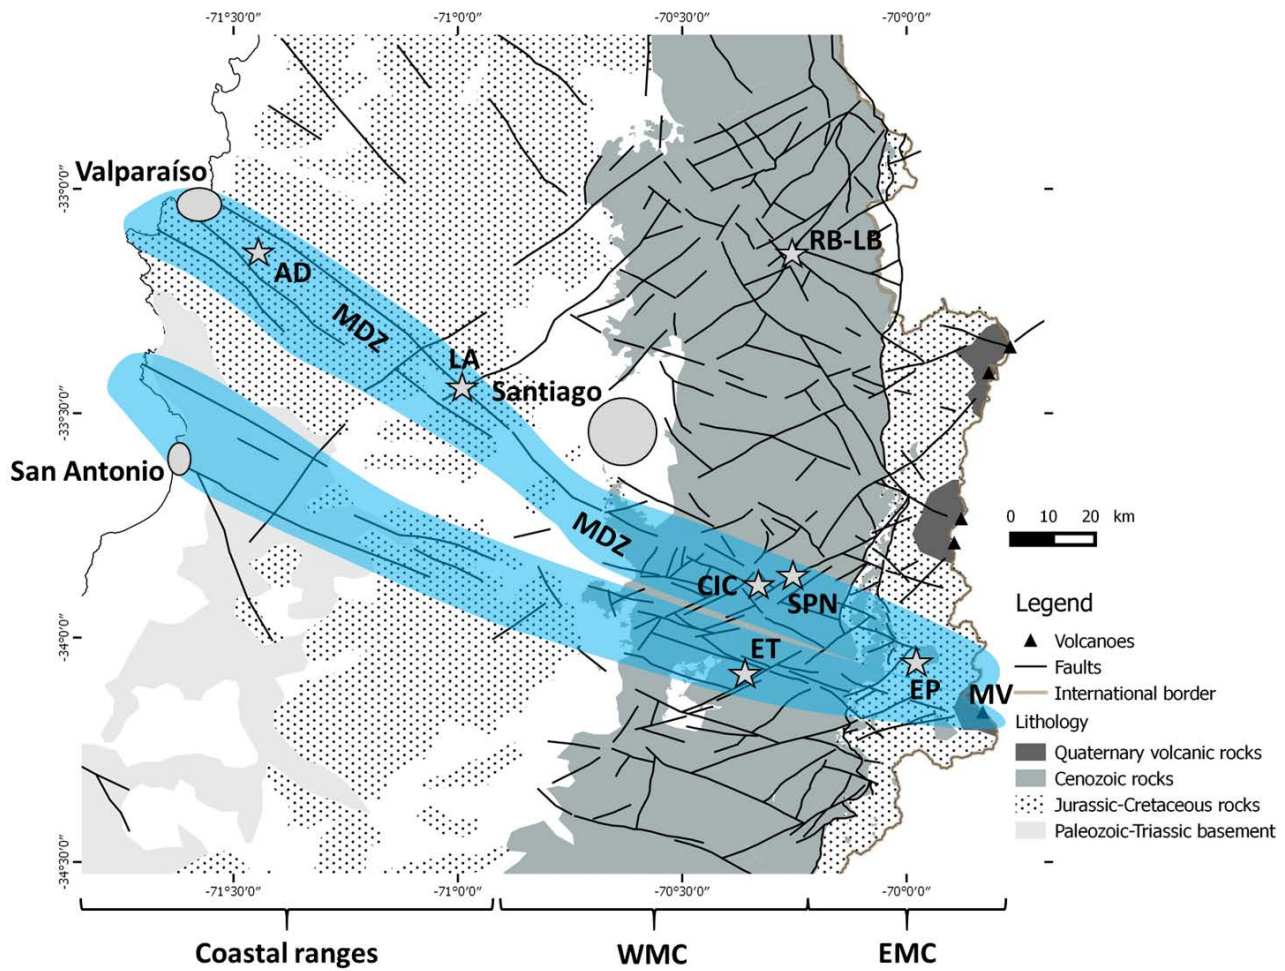 -71°30'0" -71°0'0" -70°30'0" -70°0'0"
-33°0'0"
Valparaíso
RB-LB
AD
MDZ
LA
Santiago
-33°30'0"
San Antonio
MDZ
0 10 20 km
CIC
SPN
Legend
-34°0'0"
ET
Volcanoes
Faults
EP
MV
International border
Lithology
Quaternary volcanic rocks
Cenozoic rocks
Jurassic-Cretaceous rocks
Paleozoic-Triassic basement
-34°30'0"
-71°30'0" -71°0'0" -70°30'0" -70°0'0"
Coastal ranges WMC EMC